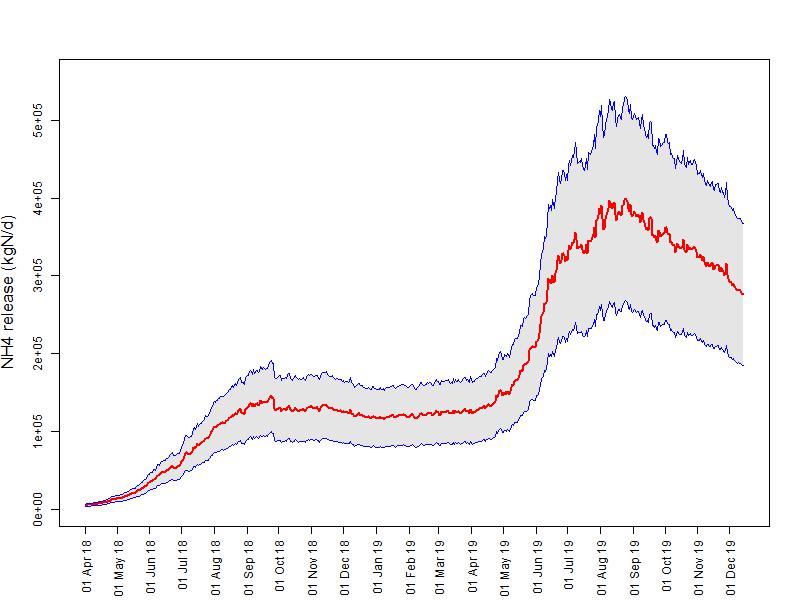 NH4 release (kgN/d)
5e+05
4e+05
3e+05
2e+05
1e+05
0e+00
01 Apr 18
01 May 18
01 Jun 18
01 Jul 18
01 Aug 18
01 Sep 18
01 Oct 18
01 Nov 18
01 Dec 18
01 Jan 19
01 Feb 19
01 Mar 19
01 Apr 19
01 May 19
01 Jun 19
01 Jul 19
01 Aug 19
01 Sep 19
01 Oct 19
01 Nov 19
01 Dec 19